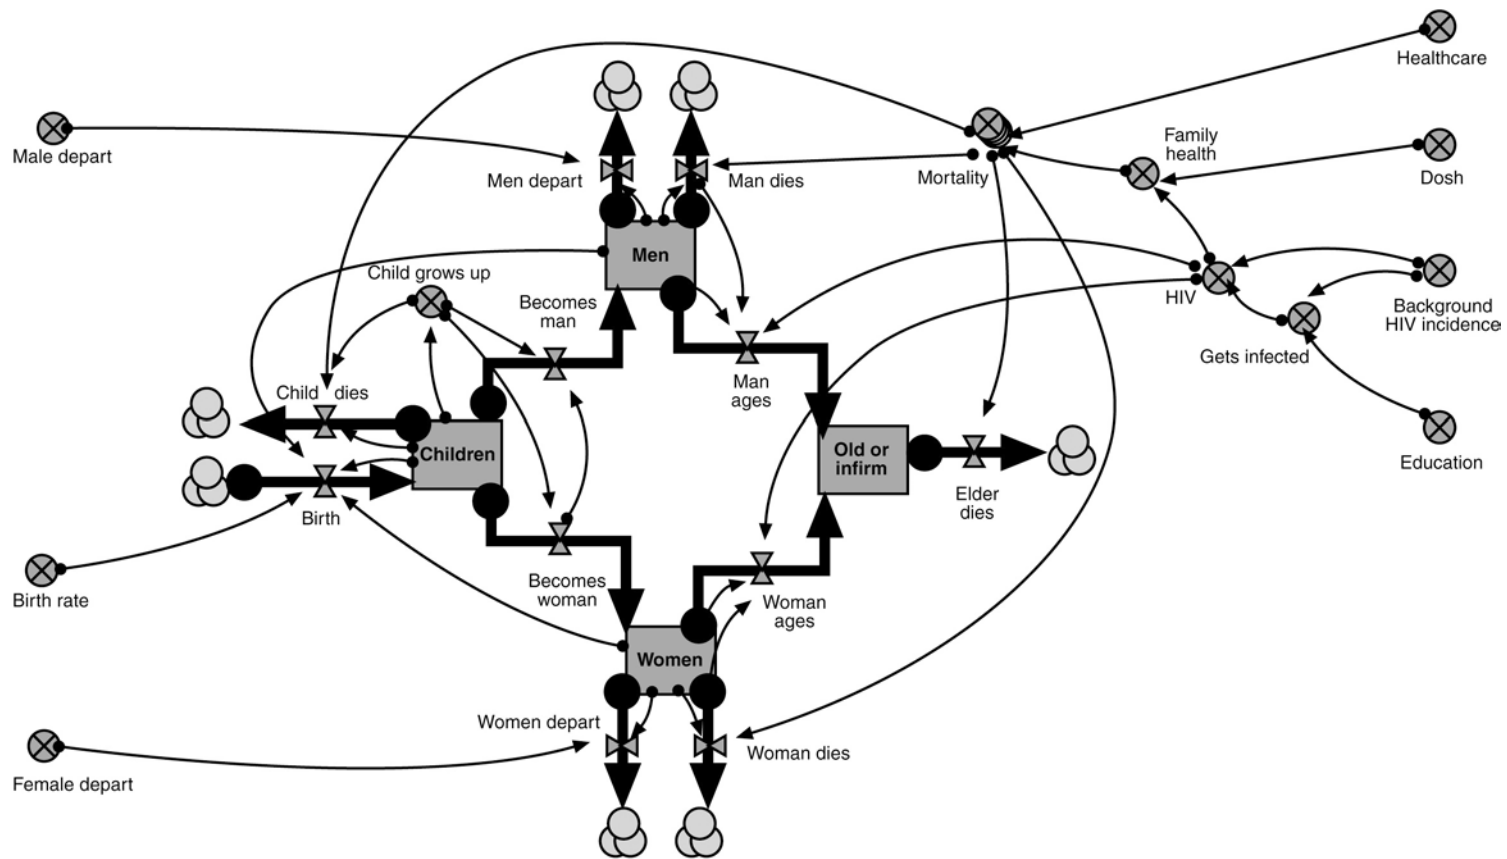 Healthcare
Male depart
Family
health
Men depart
Man dies
Mortality
Dosh
Men
Child grows up
Becomes
man
HIV
Background
HIV incidence
Gets infected
Child dies
Man
ages
Children
Old or
infirm
Education
Birth
Elder
dies
Birth rate
Becomes
woman
Woman
ages
Women
Women depart
Woman dies
Female depart